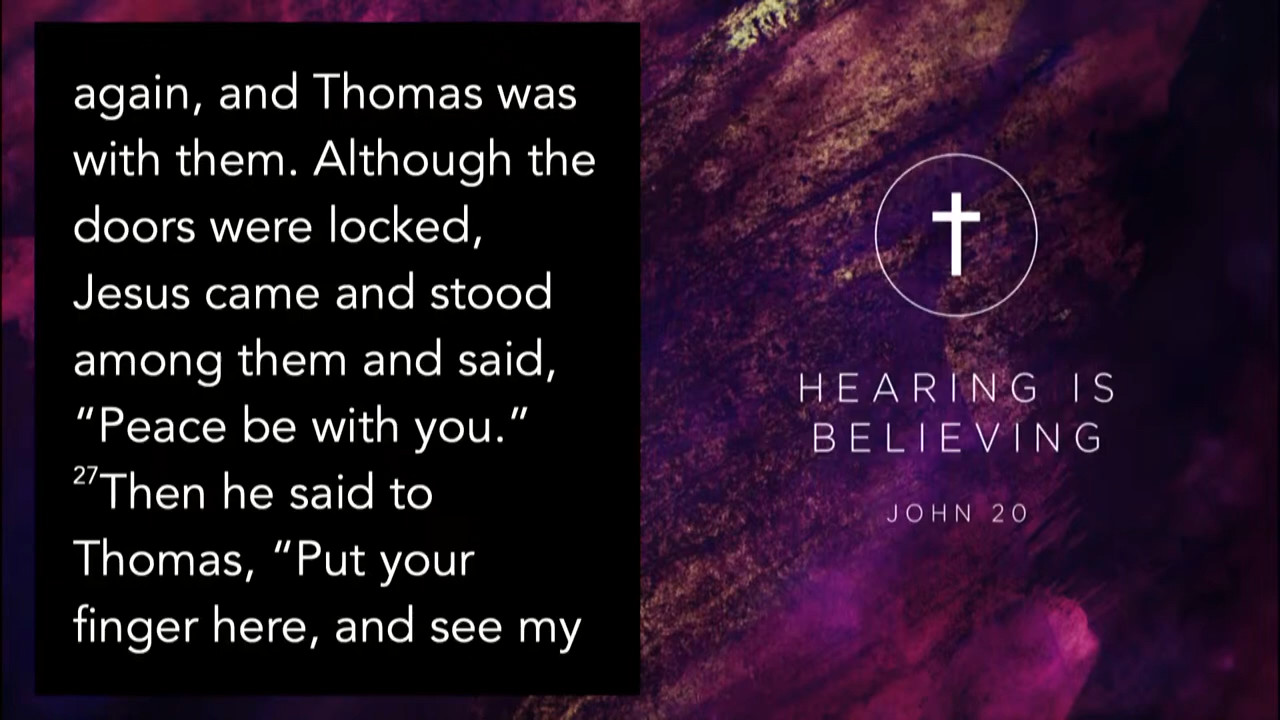 again, and Thomas was
with them. Although the
doors were locked,
Jesus came and stood
among them and said,
“Peace be with you.”
27Then he said to
Thomas, “Put your
finger here, and see my
HEARING IS
BELIEVING
JOHN 20